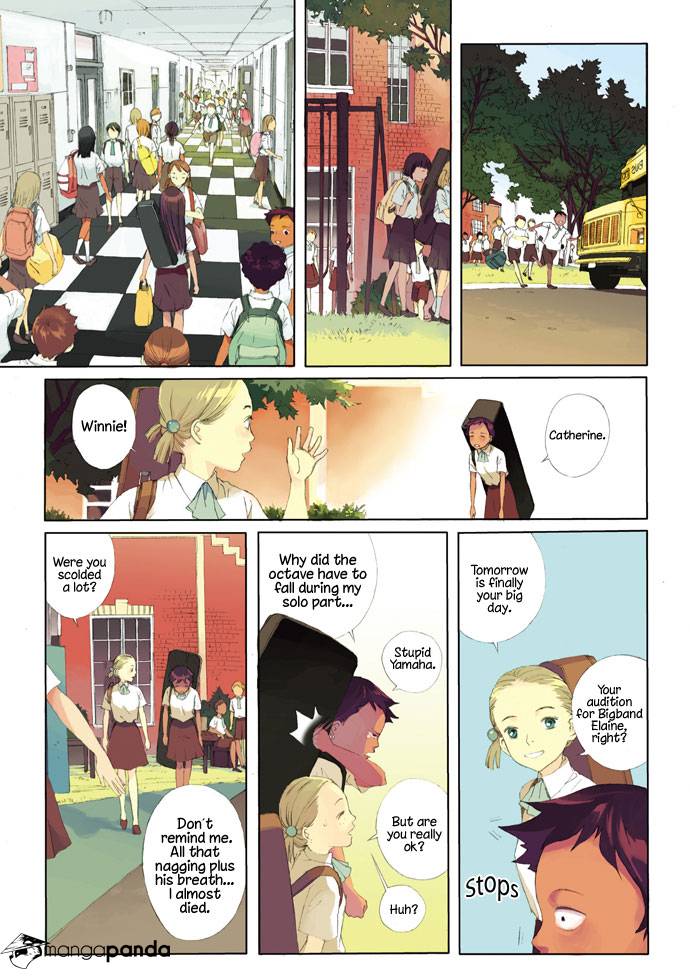 Winnie!
Catherine.
Were you
scolded
a lot?
Don't
remind me.
All that
nagging plus
his breath...
I almost
died.
Why did the
octave have to
fall during my
solo part...
Stupid
Yamaha.
But are
you really
ok?
Huh?
Tomorrow
is finally
your big
day.
Your
audition
for Bigband
Elaine,
right?
Stops
mangapanda